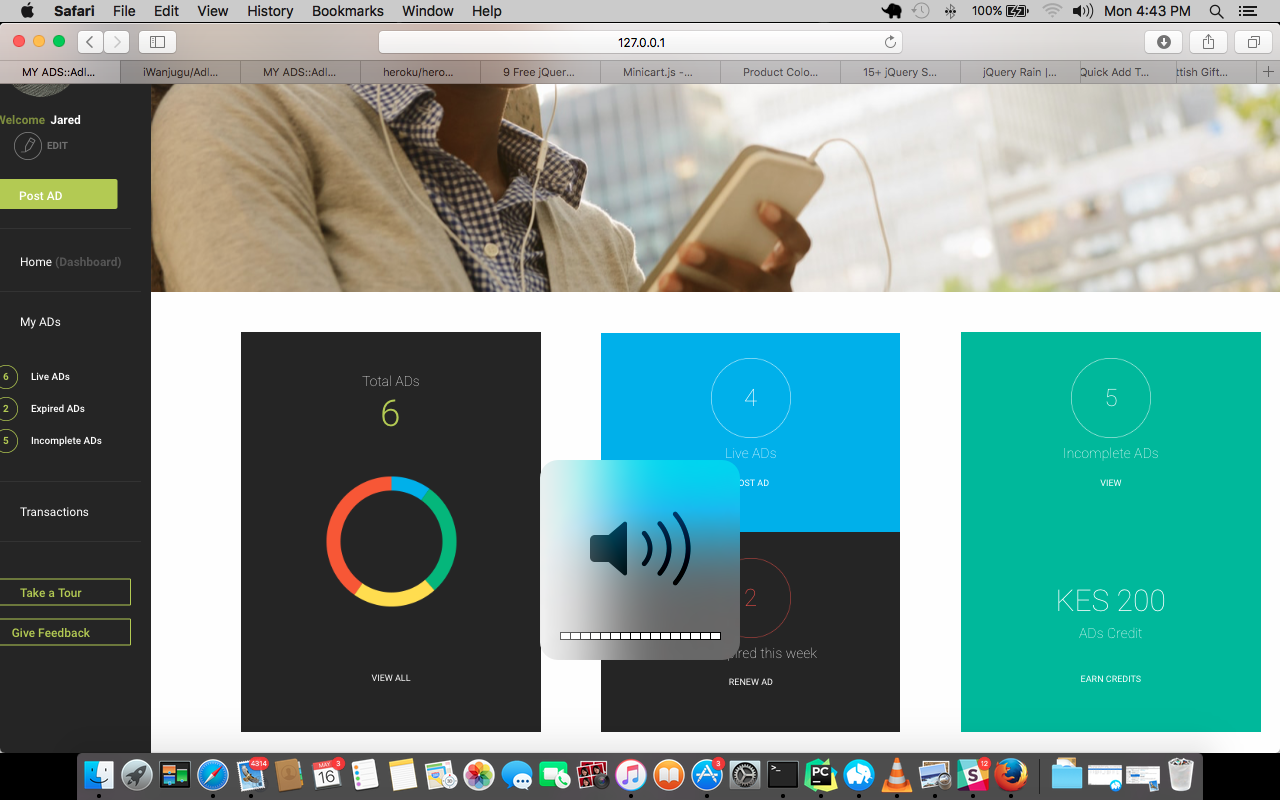 Safari File Edit View History Bookmarks Window Help 100% Mon 4:43 PM
127.0.0.1
MY ADS::Adl... iWanjugu/Adl... MY ADS::Adl... heroku/hero... 9 Free jQuer... Minicart.js -... Product Colo... 15+ jQuery S... jQuery Rain |... Quick Add T... ttish Gift...
Welcome Jared
EDIT
Post AD
Home (Dashboard)
My ADs
6 Live ADs
2 Expired ADs
5 Incomplete ADs
Transactions
Take a Tour
Give Feedback
Total ADs
6
VIEW ALL
4
Live ADs
OST AD
2
pired this week
RENEW AD
5
Incomplete ADs
VIEW
KES 200
ADs Credit
EARN CREDITS
4314
MAY
16
3
3
>_
PC
S
12